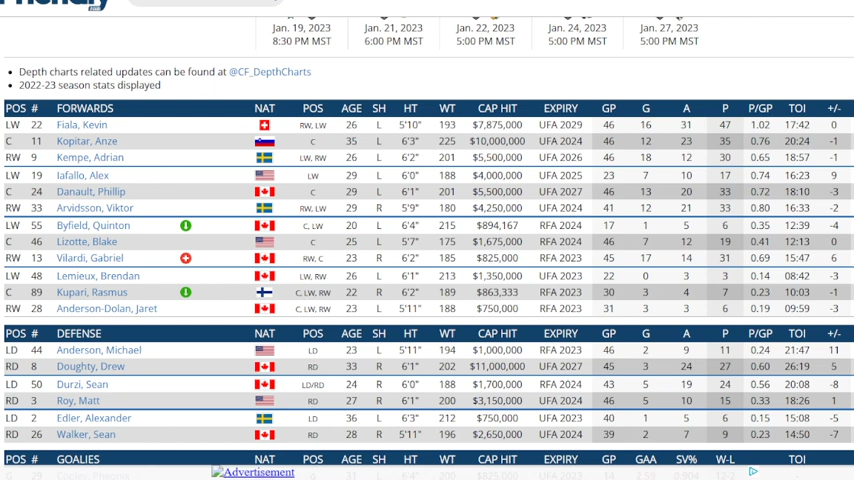 Friendly
Jan. 19, 2023 Jan. 21, 2023 Jan. 22, 2023 Jan. 24, 2023 Jan. 27, 2023
8:30 PM MST 6:00 PM MST 5:00 PM MST 5:00 PM MST 5:00 PM MST
• Depth charts related updates can be found at @CF_DepthCharts
• 2022-23 season stats displayed
POS # FORWARDS NAT POS AGE SH HT WT CAP HIT EXPIRY GP G A P P/GP TOI +/-
LW 22 Fiala, Kevin RW, LW 26 L 5'10" 193 $7,875,000 UFA 2029 46 16 31 47 1.02 17:42 0
C 11 Kopitar, Anze C 35 L 6'3" 225 $10,000,000 UFA 2024 46 12 23 35 0.76 20:24 -1
RW 9 Kempe, Adrian LW, RW 26 L 6'2" 201 $5,500,000 UFA 2026 46 18 12 30 0.65 18:57 -1
LW 19 Iafallo, Alex LW 29 L 6'0" 188 $4,000,000 UFA 2025 23 7 10 17 0.74 16:23 9
C 24 Danault, Phillip C 29 L 6'1" 201 $5,500,000 UFA 2027 46 13 20 33 0.72 18:10 -3
RW 33 Arvidsson, Viktor RW, LW 29 R 5'9" 180 $4,250,000 UFA 2024 41 12 21 33 0.80 16:33 -2
LW 55 Byfield, Quinton C, LW 20 L 6'4" 215 $894,167 RFA 2024 17 1 5 6 0.35 12:39 -4
C 46 Lizotte, Blake C 25 L 5'7" 175 $1,675,000 RFA 2024 46 7 12 19 0.41 12:13 0
RW 13 Vilardi, Gabriel RW, C 23 R 6'2" 185 $825,000 RFA 2023 45 17 14 31 0.69 15:47 6
LW 48 Lemieux, Brendan LW, RW 26 L 6'1" 213 $1,350,000 UFA 2023 22 0 3 3 0.14 08:42 -3
C 89 Kupari, Rasmus C, LW, RW 22 R 6'2" 189 $863,333 RFA 2023 30 3 4 7 0.23 10:03 -1
RW 28 Anderson-Dolan, Jaret C, LW, RW 23 L 5'11" 188 $750,000 RFA 2023 31 3 3 6 0.19 09:59 -3
POS # DEFENSE NAT POS AGE SH HT WT CAP HIT EXPIRY GP G A P P/GP TOI +/-
LD 44 Anderson, Michael LD 23 L 5'11" 194 $1,000,000 RFA 2023 46 2 9 11 0.24 21:47 11
RD 8 Doughty, Drew RD 33 R 6'1" 202 $11,000,000 UFA 2027 45 3 24 27 0.60 26:19 5
LD 50 Durzi, Sean LD/RD 24 R 6'0" 188 $1,700,000 RFA 2024 43 5 19 24 0.56 20:08 -8
RD 3 Roy, Matt RD 27 R 6'1" 200 $3,150,000 UFA 2024 46 5 10 15 0.33 18:26 1
LD 2 Edler, Alexander LD 36 L 6'3" 212 $750,000 UFA 2023 40 1 5 6 0.15 15:08 -5
RD 26 Walker, Sean RD 28 R 5'11" 196 $2,650,000 UFA 2024 39 2 7 9 0.23 14:50 -7
POS # GOALIES NAT POS AGE SH HT WT CAP HIT EXPIRY GP GAA SV% W-L TOI
G 29 Copley, Pheonix G 31 L 6'4" 200 $825,000 UFA 2023 14 2.59 0.904 12-2
Advertisement